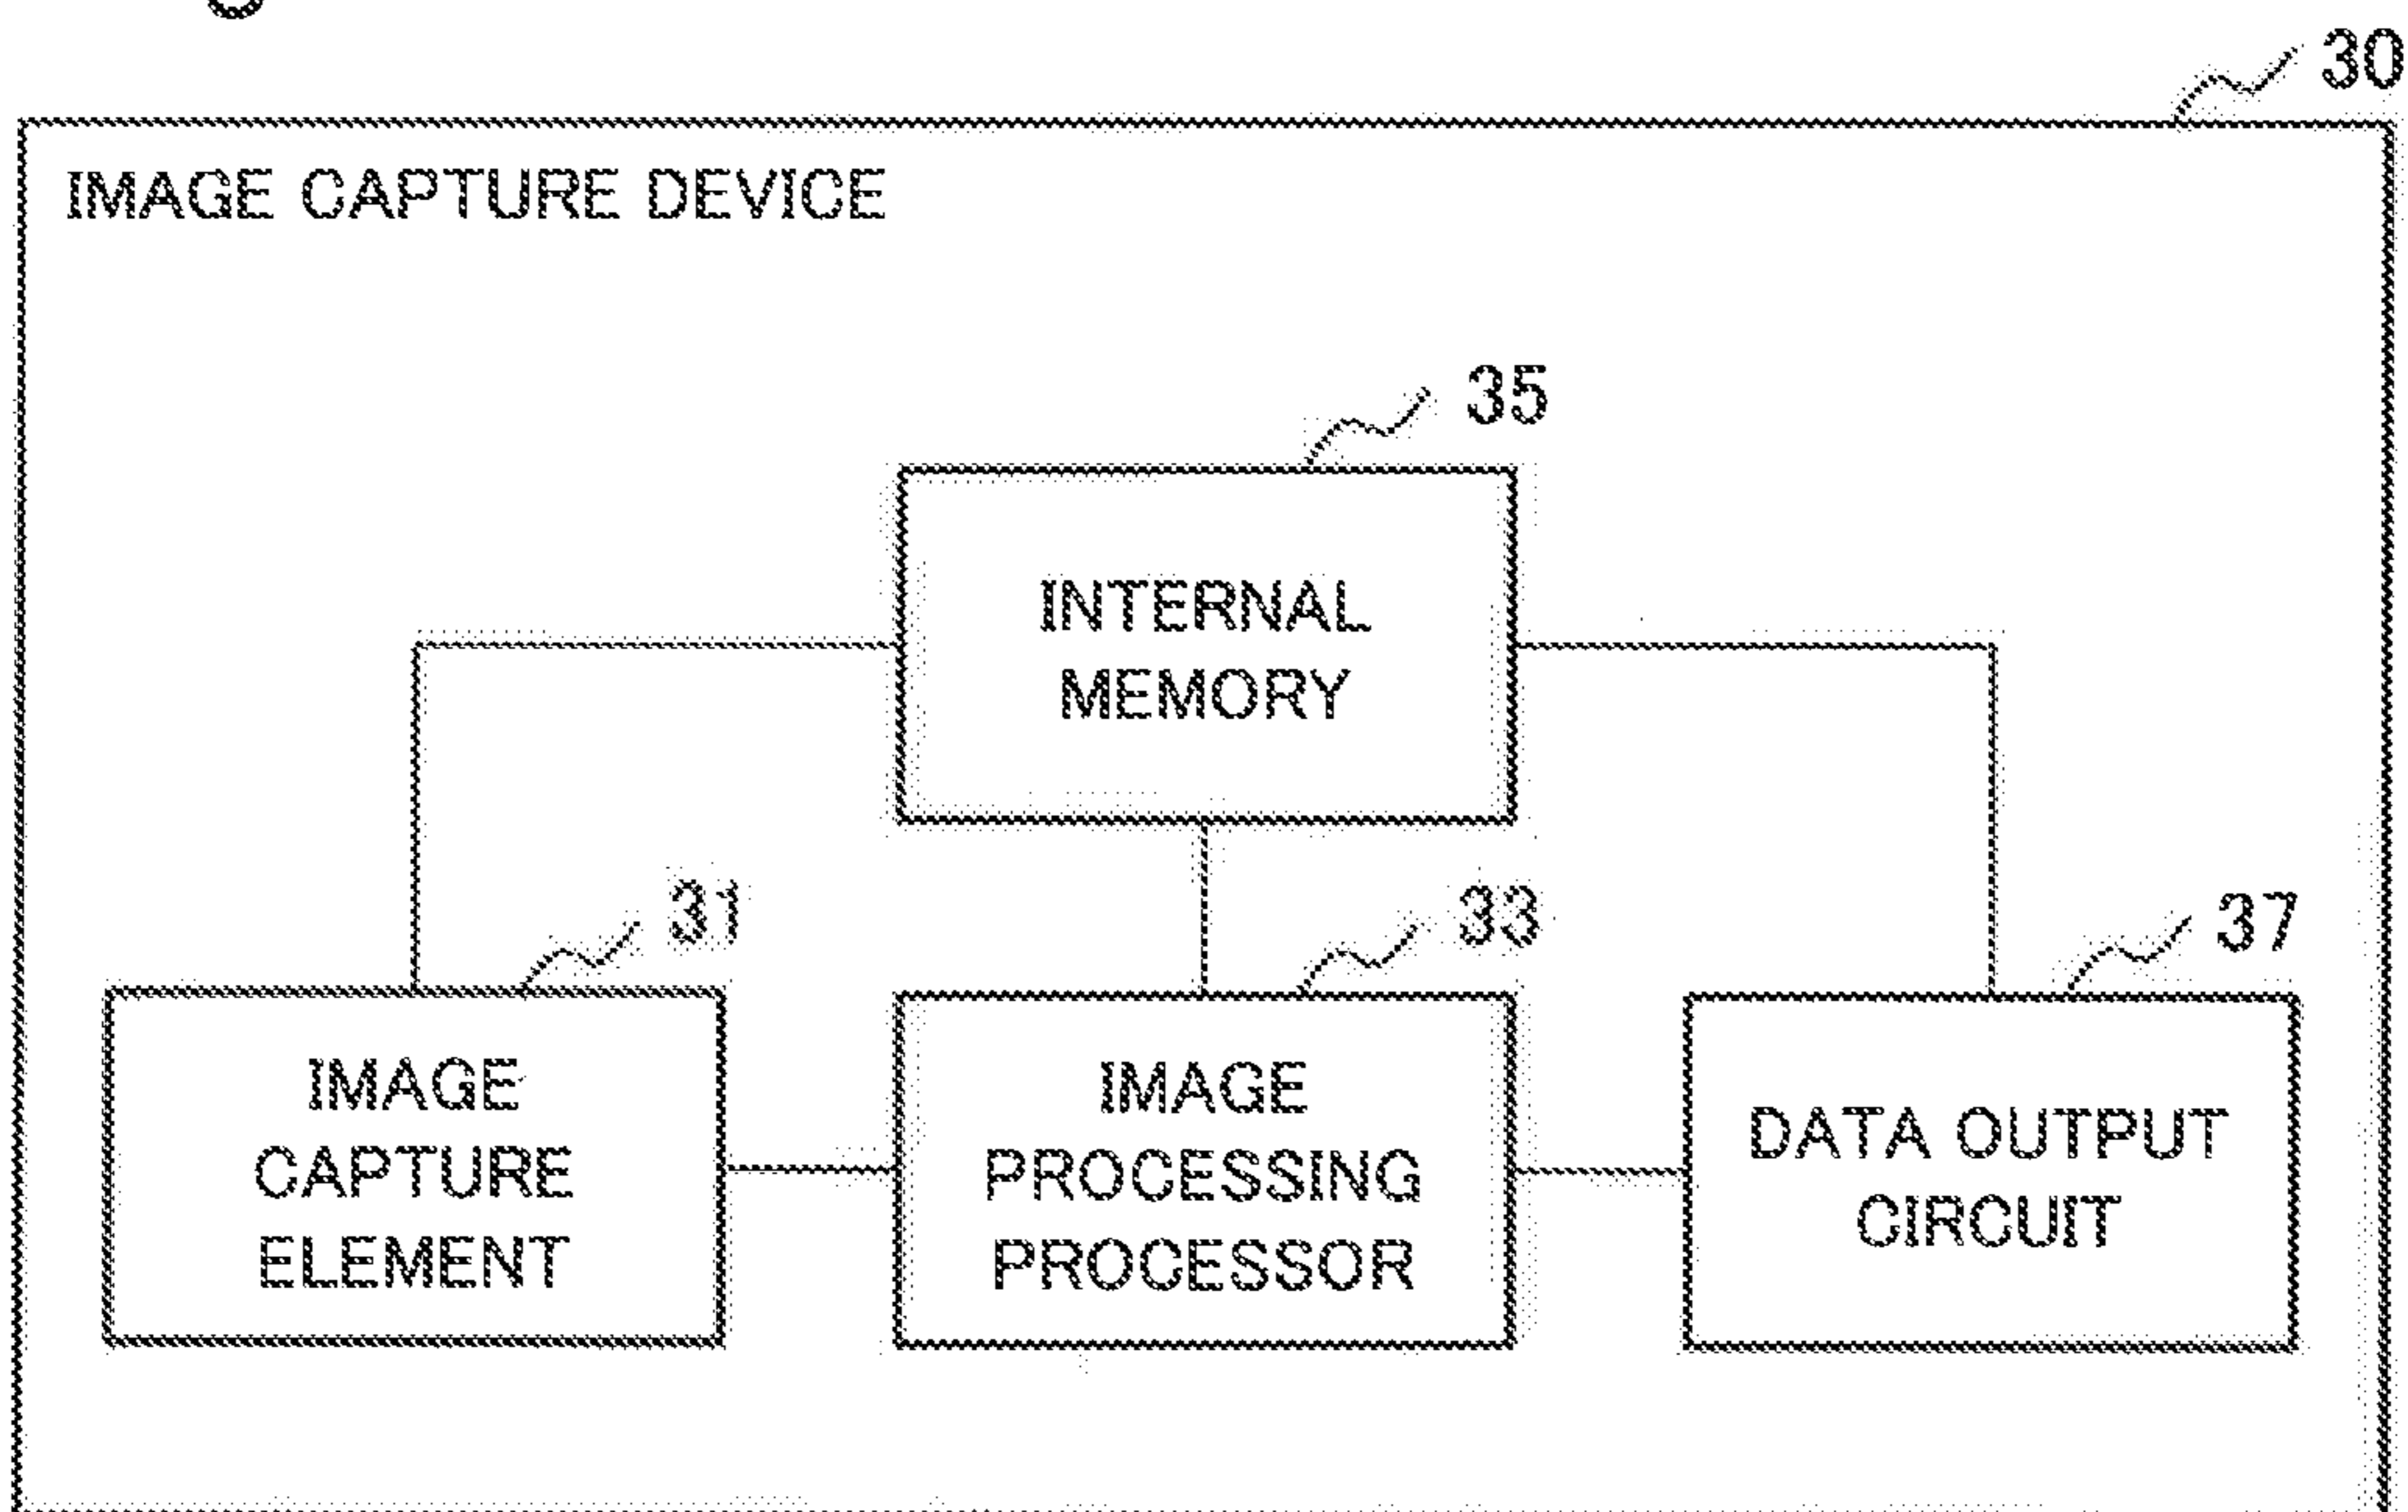 30
IMAGE CAPTURE DEVICE
35
INTERNAL
MEMORY
31
33
37
IMAGE
CAPTURE
ELEMENT
IMAGE
PROCESSING
PROCESSOR
DATA OUTPUT
CIRCUIT